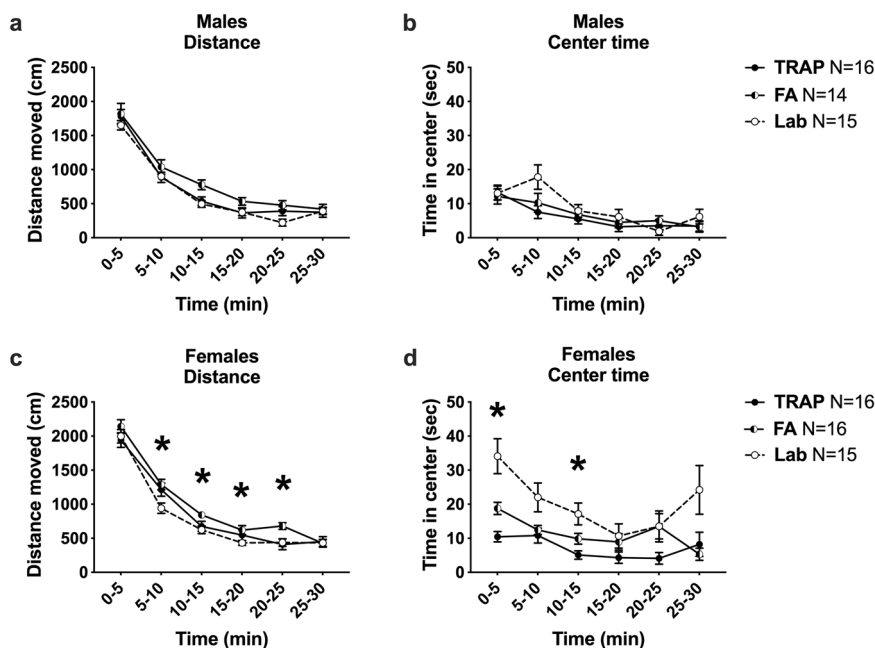 a
Males
Distance
Distance moved (cm)
2500
2000
1500
1000
500
0
0-5
5-10
10-15
15-20
20-25
25-30
Time (min)
b
Males
Center time
Time in center (sec)
50
40
30
20
10
0
0-5
5-10
10-15
15-20
20-25
25-30
Time (min)
TRAP N=16
FA N=14
Lab N=15
c
Females
Distance
Distance moved (cm)
2500
2000
1500
1000
500
0
*
*
*
*
0-5
5-10
10-15
15-20
20-25
25-30
Time (min)
d
Females
Center time
Time in center (sec)
50
40
30
20
10
0
*
*
0-5
5-10
10-15
15-20
20-25
25-30
Time (min)
TRAP N=16
FA N=16
Lab N=15